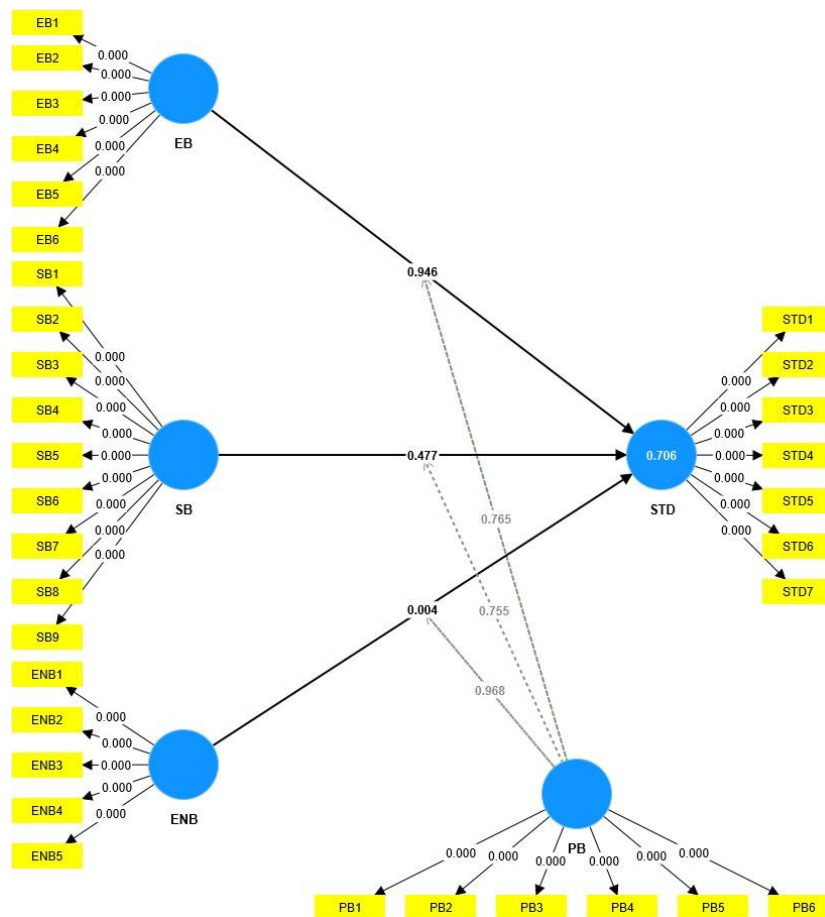 EB1
0.000
EB2
0.000
0.000
EB3
0.000
EB4
0.000
EB
EB5
0.000
EB6
SB1
0.946
SB2
0.000
STD1
SB3
0.000
0.000
STD2
0.000
0.000
SB4
0.000
0.000
STD3
SB5
0.000
SB
0.477
0.706
0.000
STD4
0.000
STD
0.000
STD5
SB6
0.000
0.000
STD6
SB7
0.000
0.765
0.000
STD7
SB8
0.000
0.004
0.755
SB9
ENB1
0.968
ENB2
0.000
0.000
ENB3
0.000
0.000
ENB4
0.000
ENB
PB
ENB5
0.000
0.000
0.000
0.000
0.000
0.000
PB1
PB2
PB3
PB4
PB5
PB6